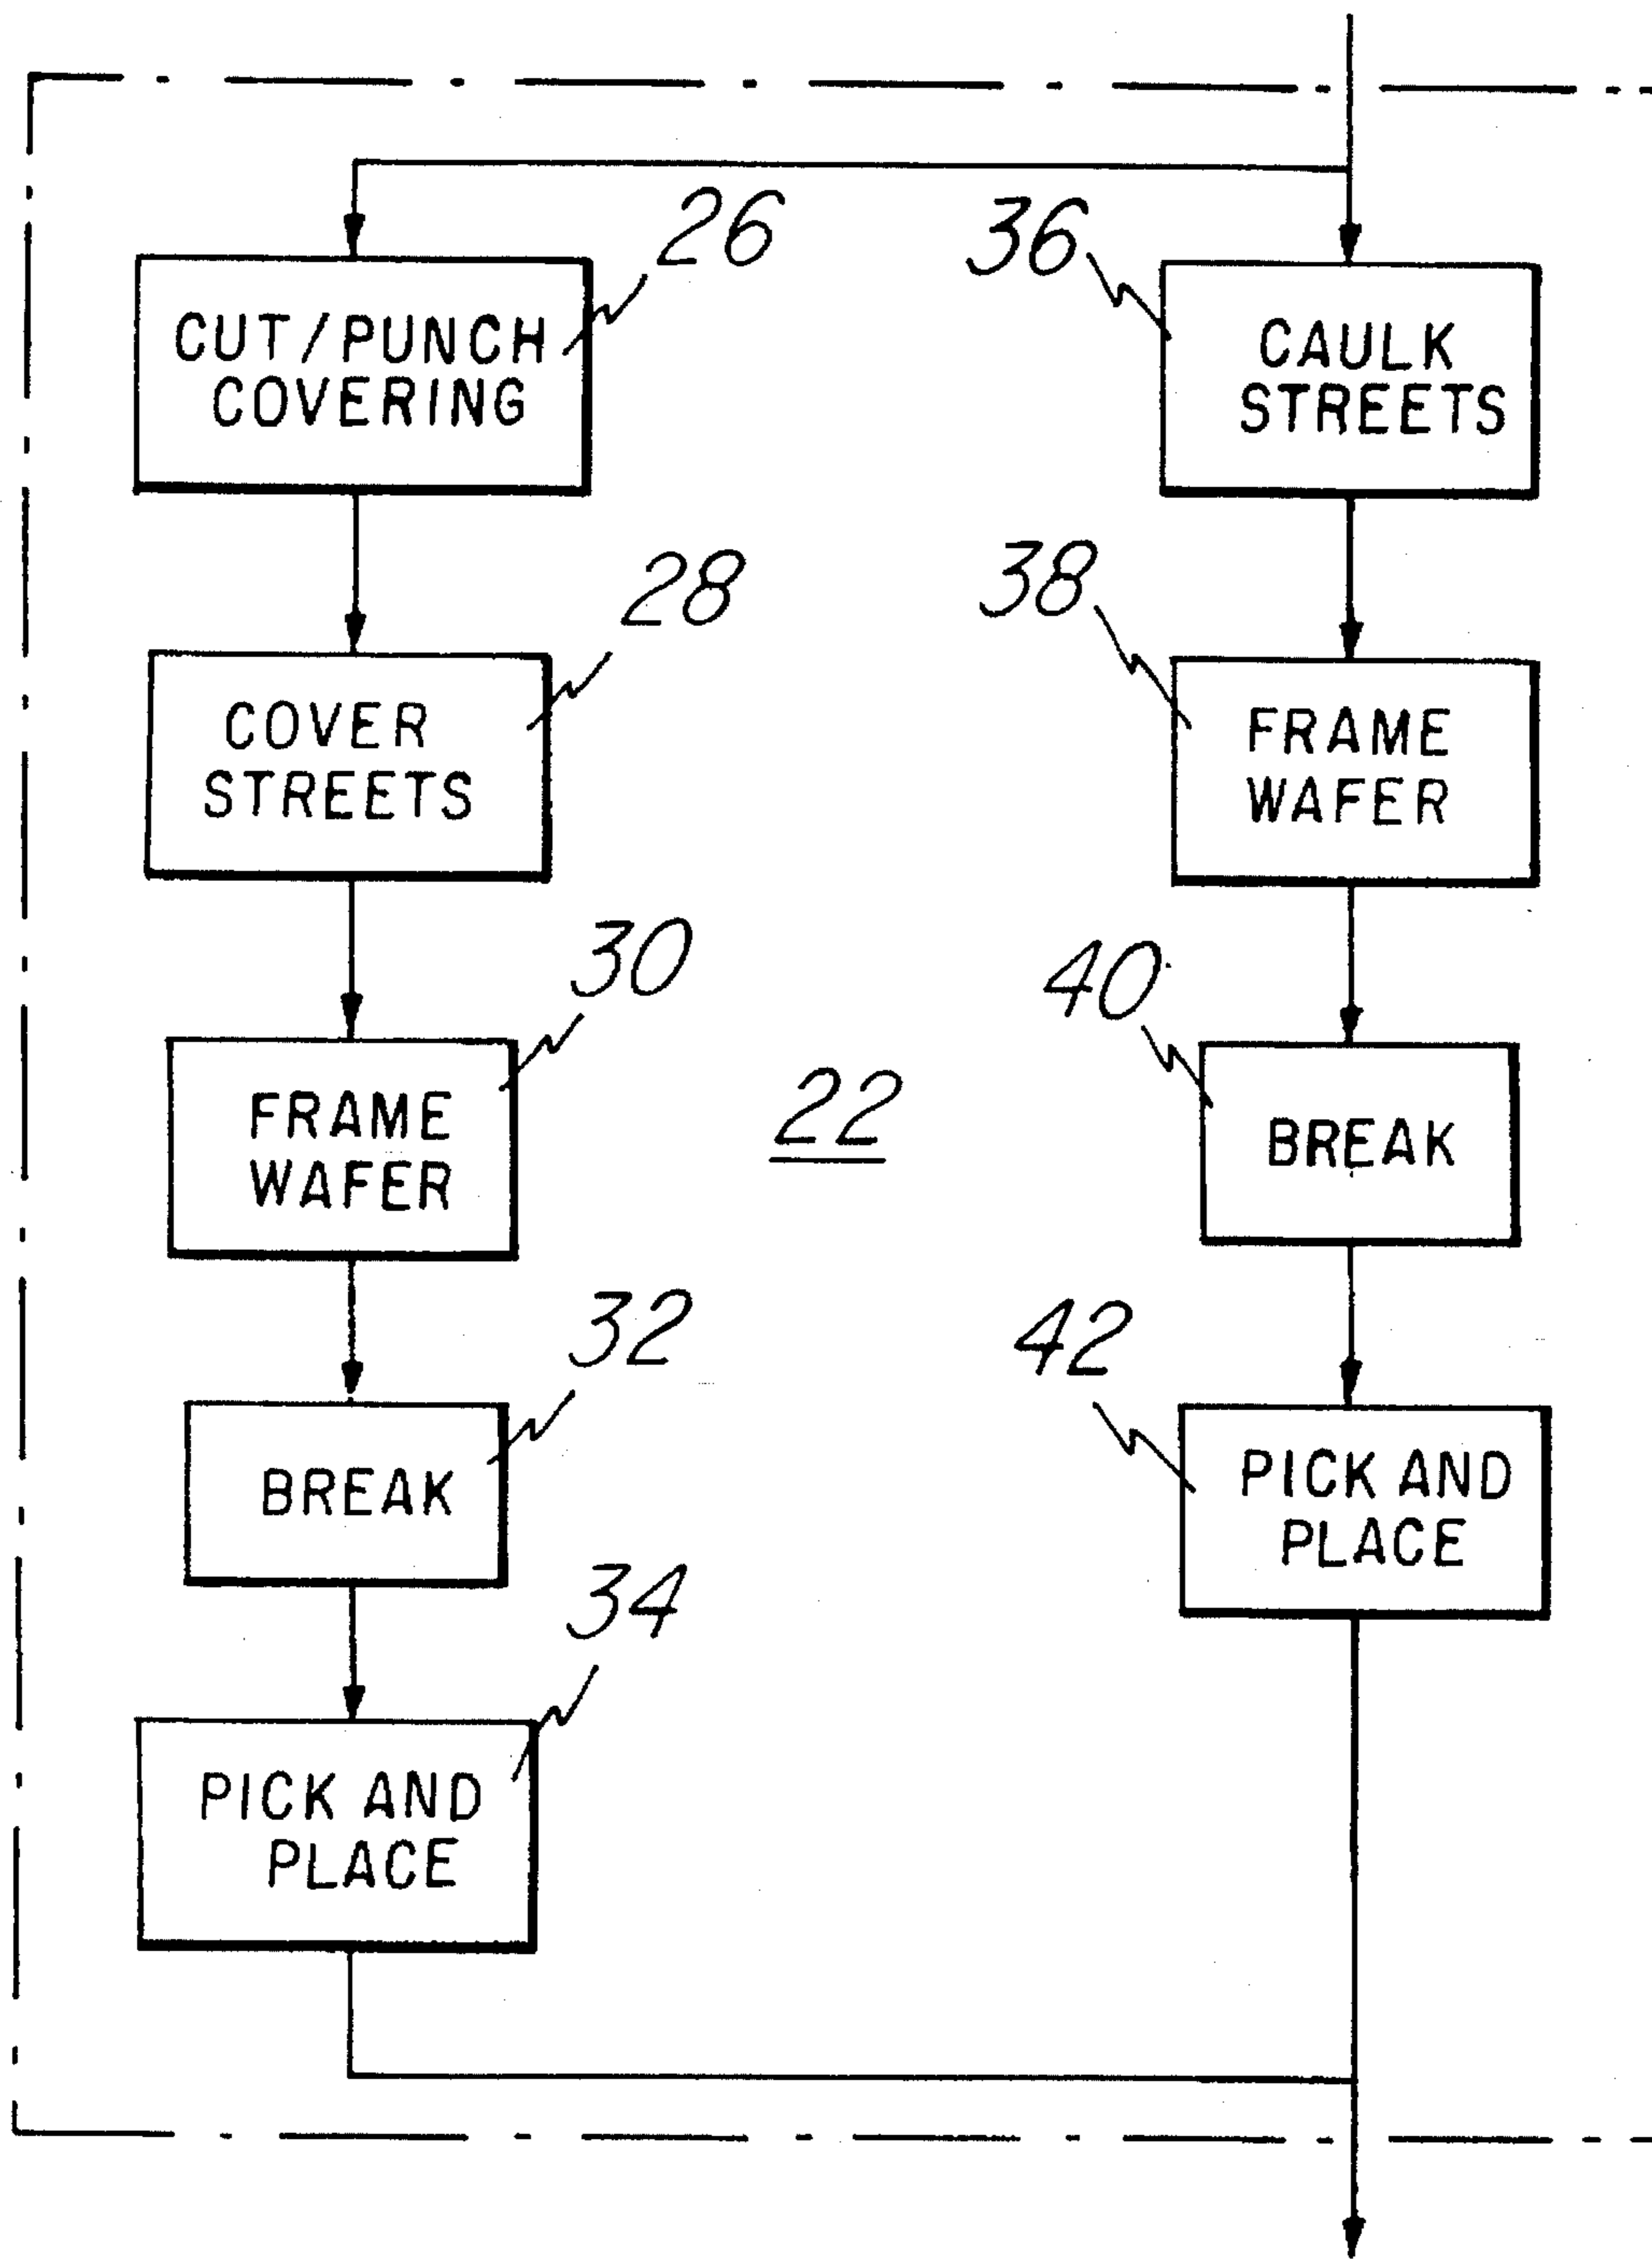 26
CUT/PUNCH
COVERING
28
COVER
STREETS
30
FRAME
WAFER
32
BREAK
34
PICK AND
PLACE
22
36
CAULK
STREETS
38
FRAME
WAFER
40
BREAK
42
PICK AND
PLACE